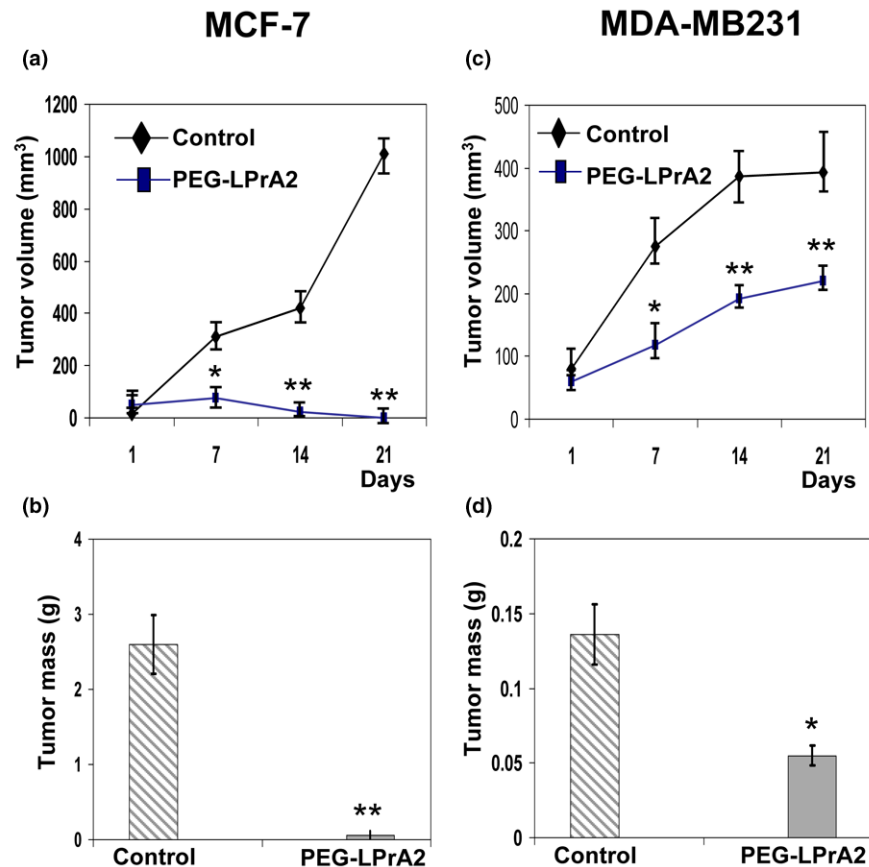 MCF-7
MDA-MB231
(a)
Tumor volume (mm³)
1200
1000
800
600
400
200
0
Control
PEG-LPrA2
*
**
**
1 7 14 21
Days
(c)
Tumor volume (mm³)
500
400
300
200
100
0
Control
PEG-LPrA2
*
**
**
1 7 14 21
Days
(b)
Tumor mass (g)
4
3
2
1
0
**
Control PEG-LPrA2
(d)
Tumor mass (g)
0.2
0.15
0.1
0.05
0
*
Control PEG-LPrA2